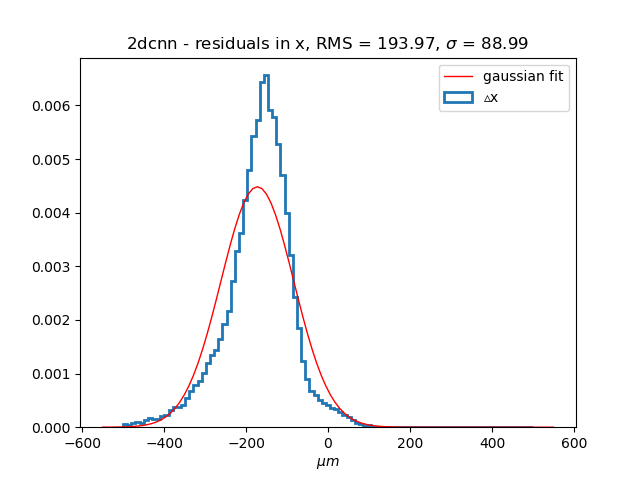 2dcnn - residuals in x, RMS = 193.97, σ = 88.99
gaussian fit
△x
0.006
0.005
0.004
0.003
0.002
0.001
0.000
−600 −400 −200 0 200 400 600
μm